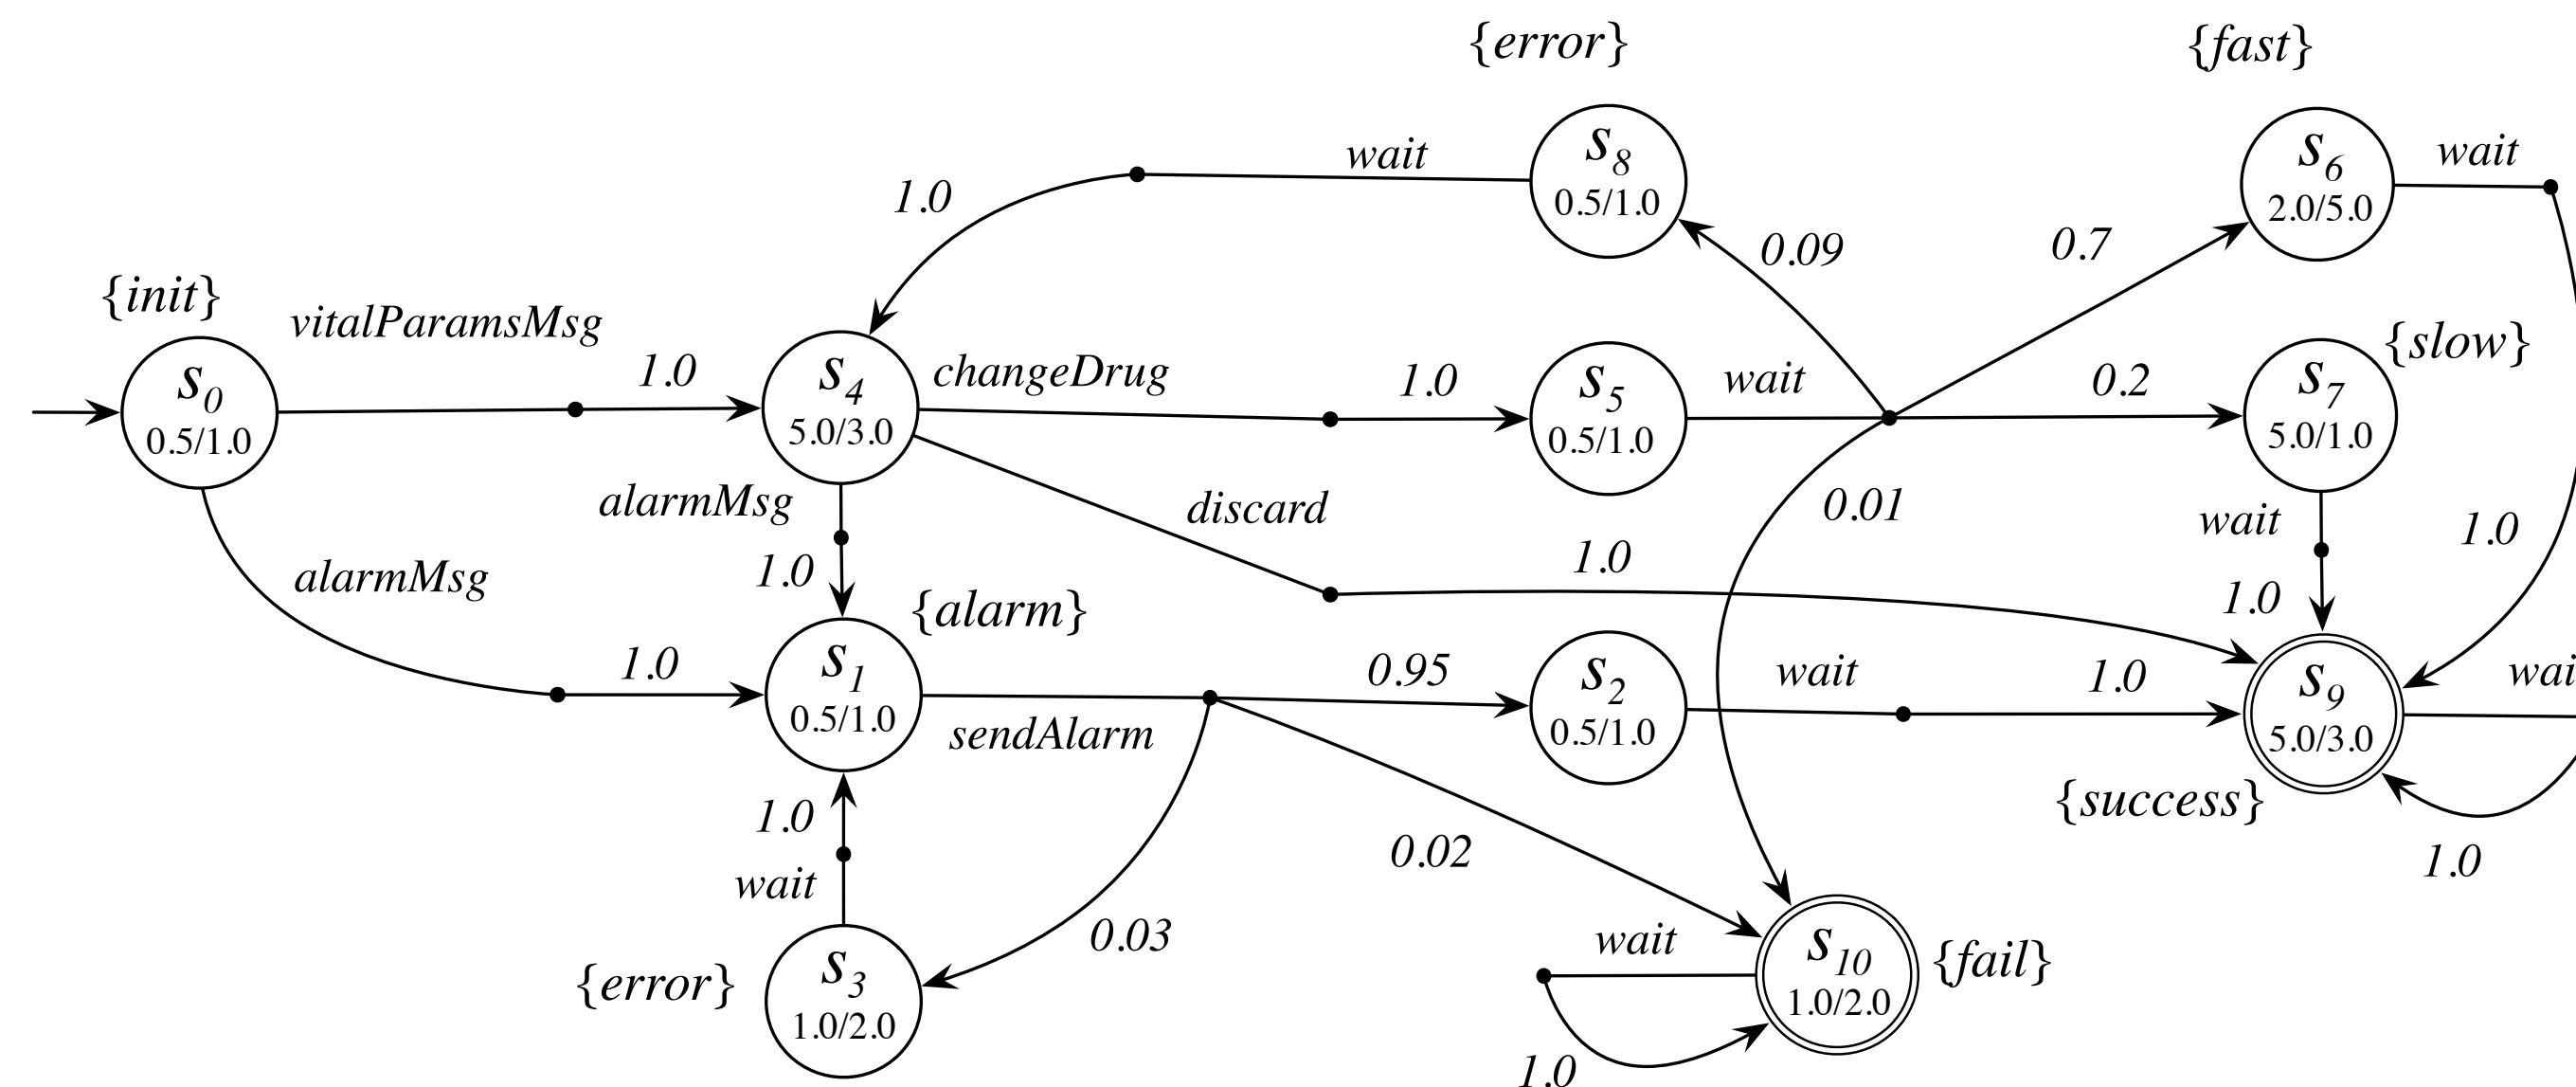 {error}
{fast}
s8
0.5/1.0
wait
1.0
s6
2.0/5.0
wait
0.09
0.7
{init}
vitalParamsMsg
1.0
s0
0.5/1.0
s4
5.0/3.0
changeDrug
1.0
s5
0.5/1.0
wait
0.2
{slow}
s7
5.0/1.0
alarmMsg
1.0
discard
1.0
0.01
wait
1.0
1.0
alarmMsg
1.0
{alarm}
s1
0.5/1.0
sendAlarm
0.95
s2
0.5/1.0
wait
1.0
s9
5.0/3.0
wai
{success}
1.0
1.0
wait
0.02
0.03
{error}
s3
1.0/2.0
wait
s10
1.0/2.0
{fail}
1.0